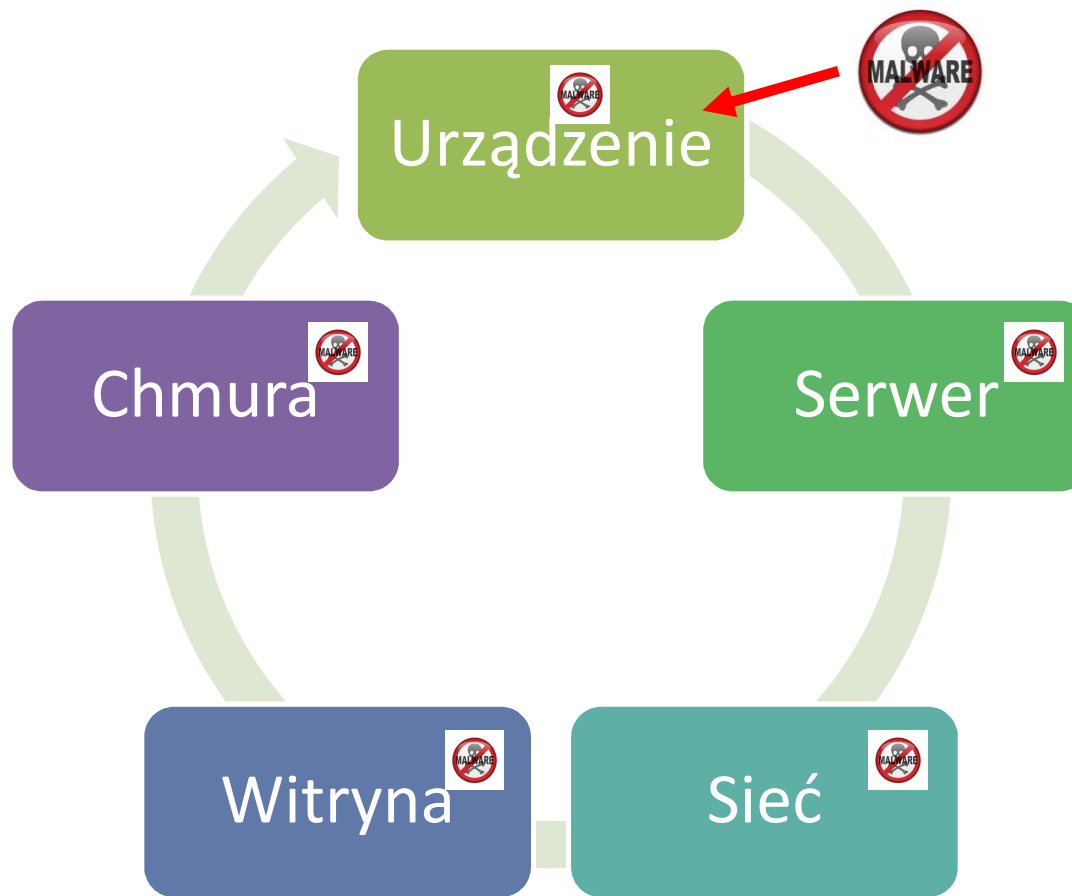 MALWARE
MALWARE
Urządzenie
MALWARE
Chmura
MALWARE
Serwer
MALWARE
Witryna
MALWARE
Sieć